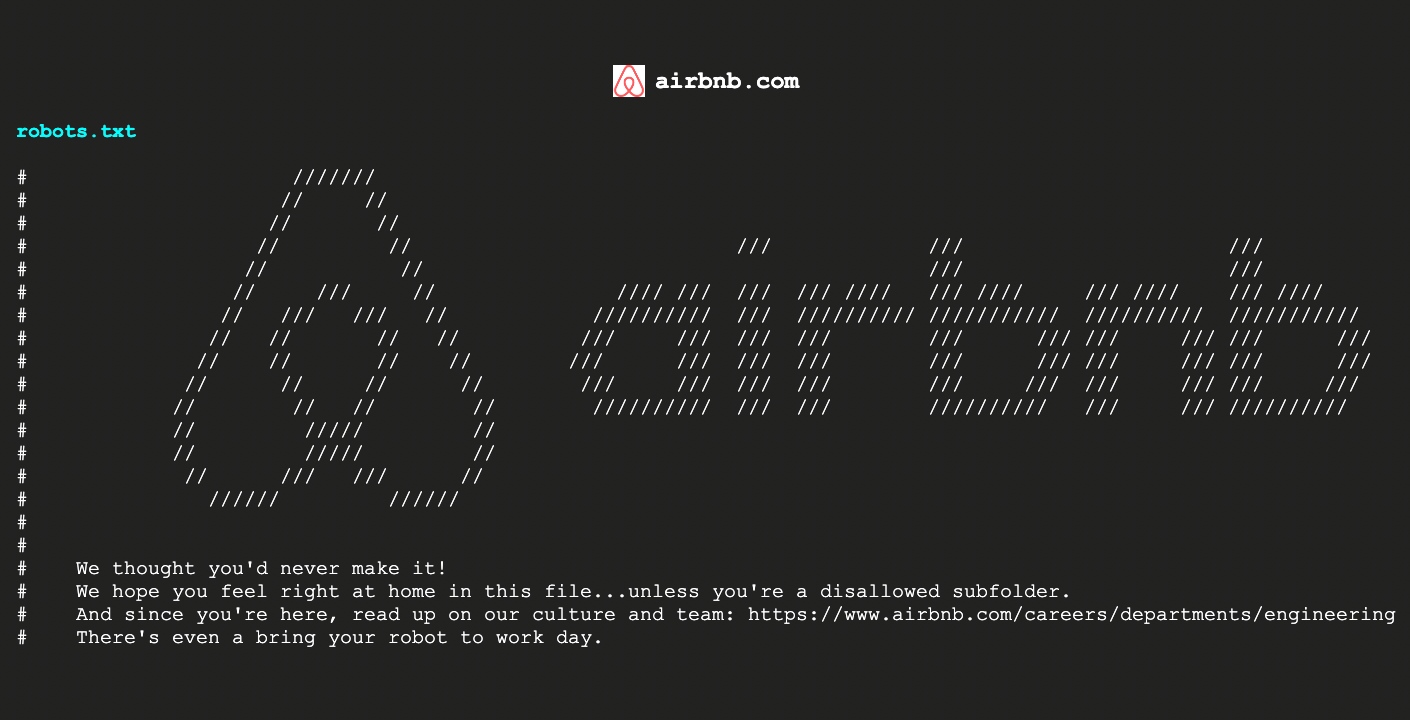 airbnb.com
robots.txt
#                       ///////
#                      //     //
#                     //       //
#                    //         //                           ///             ///                      ///
#                   //           //                                          ///                      ///
#                  //     ///     //               //// ///  ///  /// ////   /// ////     /// ////    /// ////
#                 //   ///   ///   //            //////////  ///  ////////// ///////////  //////////  ///////////
#                //   //       //   //          ///     ///  ///  ///        ///      /// ///     /// ///      ///
#               //    //       //    //        ///      ///  ///  ///        ///      /// ///     /// ///      ///
#              //      //     //      //        ///     ///  ///  ///        ///     ///  ///     /// ///     ///
#             //        //   //        //        //////////  ///  ///        //////////   ///     /// //////////
#             //         /////         //
#             //         /////         //
#              //      ///   ///      //
#                //////         //////
#
#
#    We thought you'd never make it!
#    We hope you feel right at home in this file...unless you're a disallowed subfolder.
#    And since you're here, read up on our culture and team: https://www.airbnb.com/careers/departments/engineering
#    There's even a bring your robot to work day.